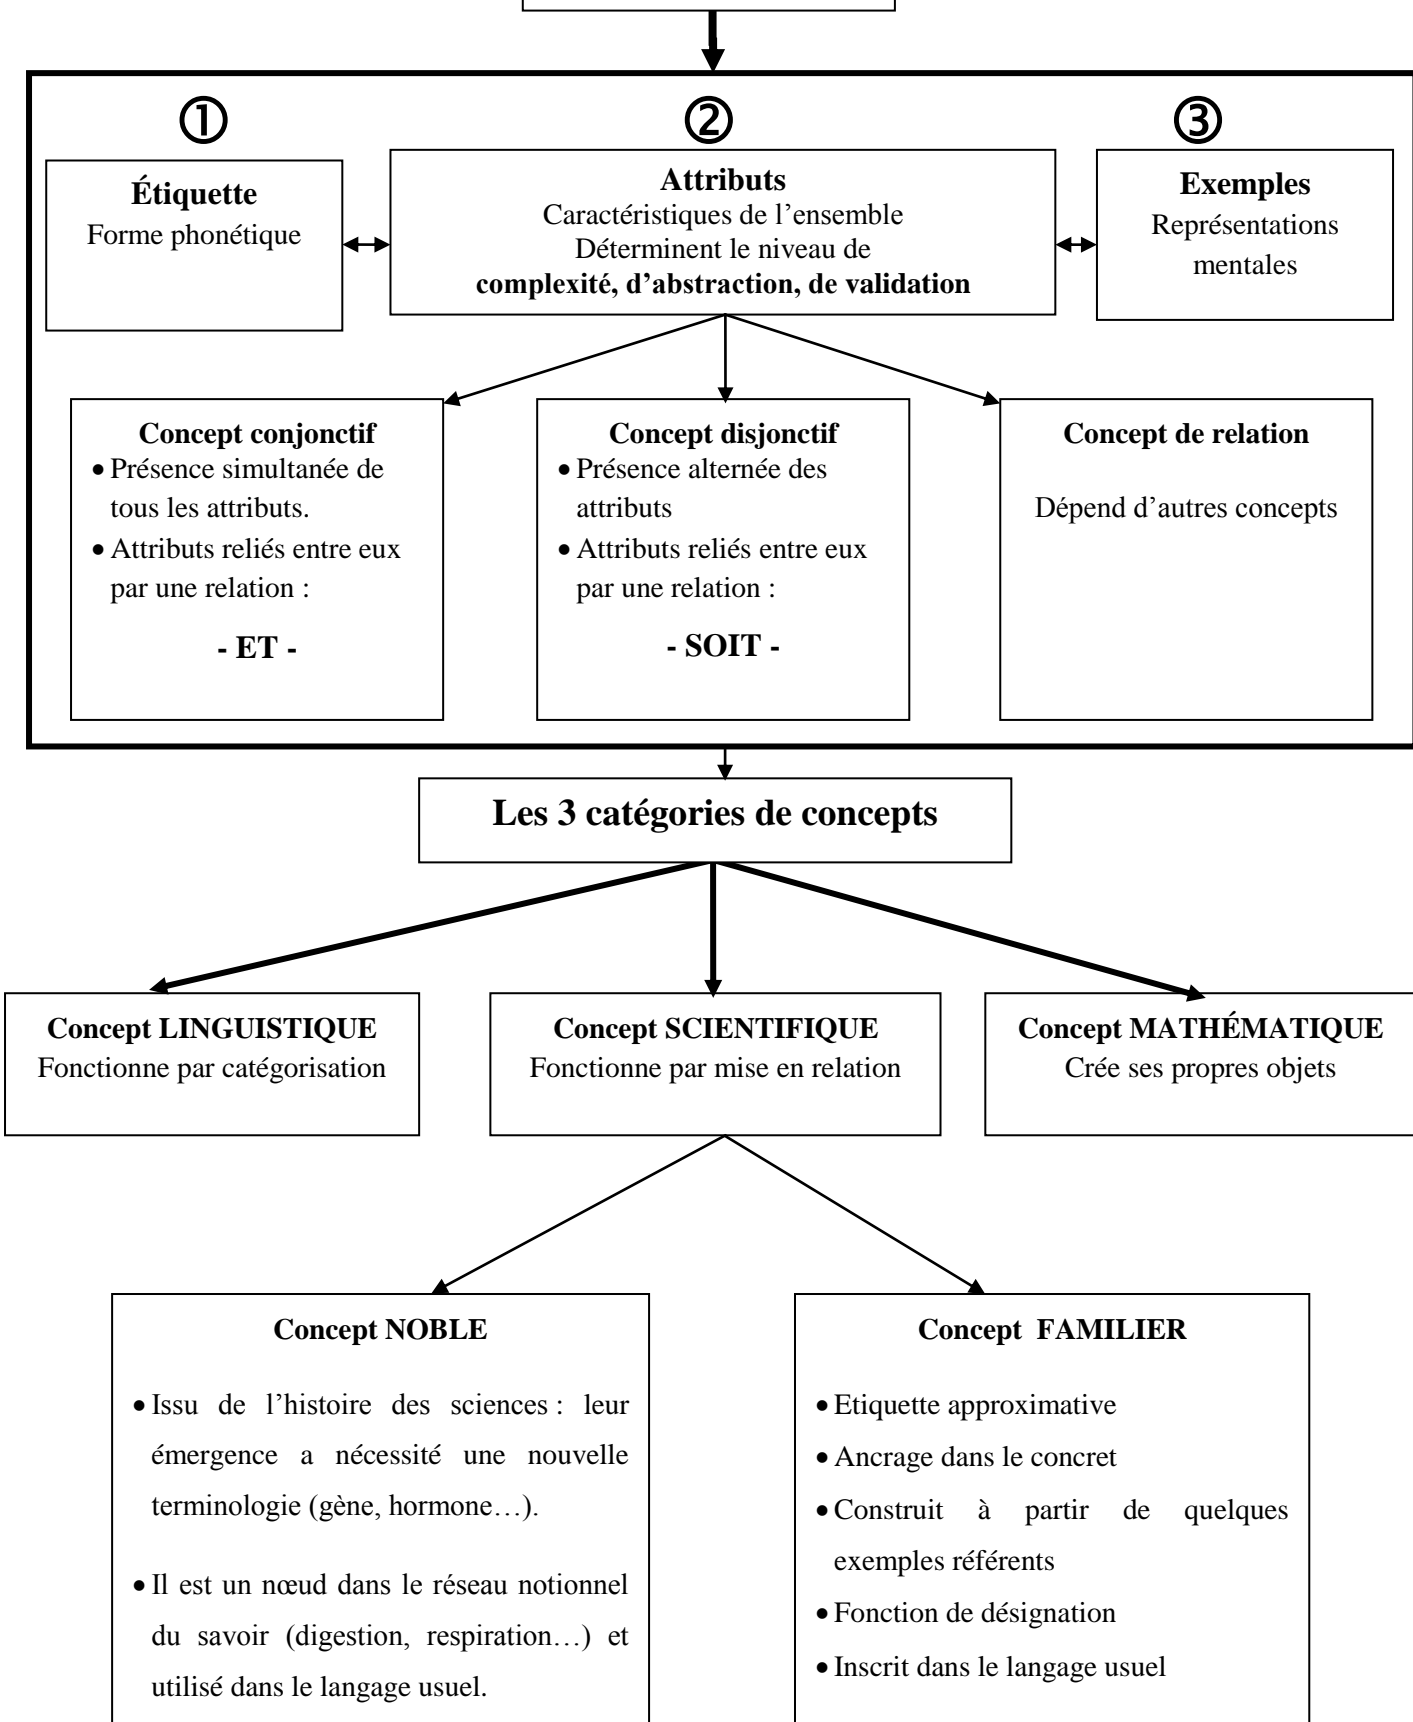 ①
②
③
Étiquette
Forme phonétique
Attributs
Caractéristiques de l’ensemble
Déterminent le niveau de
complexité, d’abstraction, de validation
Exemples
Représentations
mentales
Concept conjonctif
• Présence simultanée de
tous les attributs.
• Attributs reliés entre eux
par une relation :
- ET -
Concept disjonctif
• Présence alternée des
attributs
• Attributs reliés entre eux
par une relation :
- SOIT -
Concept de relation
Dépend d’autres concepts
Les 3 catégories de concepts
Concept LINGUISTIQUE
Fonctionne par catégorisation
Concept SCIENTIFIQUE
Fonctionne par mise en relation
Concept MATHÉMATIQUE
Crée ses propres objets
Concept NOBLE
• Issu de l’histoire des sciences : leur
émergence a nécessité une nouvelle
terminologie (gène, hormone…).
• Il est un nœud dans le réseau notionnel
du savoir (digestion, respiration…) et
utilisé dans le langage usuel.
Concept FAMILIER
• Etiquette approximative
• Ancrage dans le concret
• Construit à partir de quelques
exemples référents
• Fonction de désignation
• Inscrit dans le langage usuel